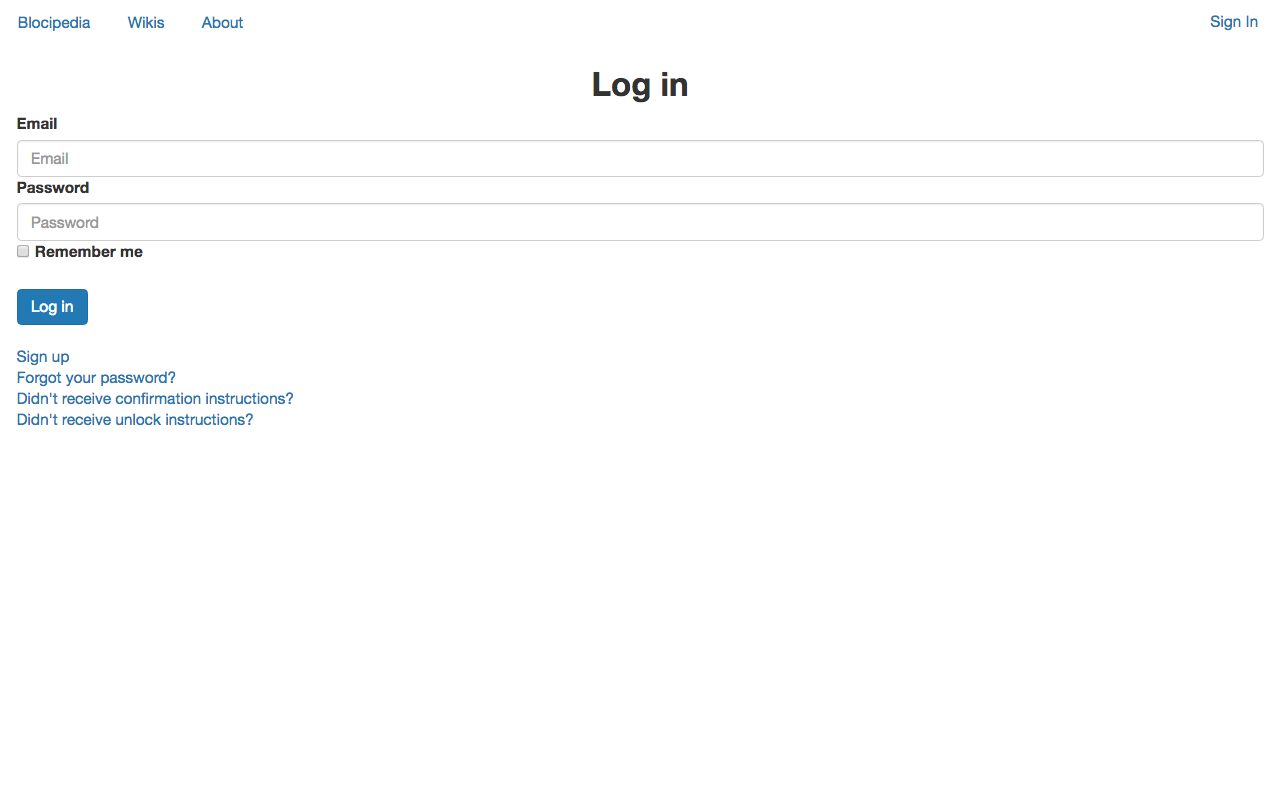 Blocipedia Wikis About Sign In
Log in
Email
Email
Password
Password
Remember me
Log in
Sign up
Forgot your password?
Didn't receive confirmation instructions?
Didn't receive unlock instructions?